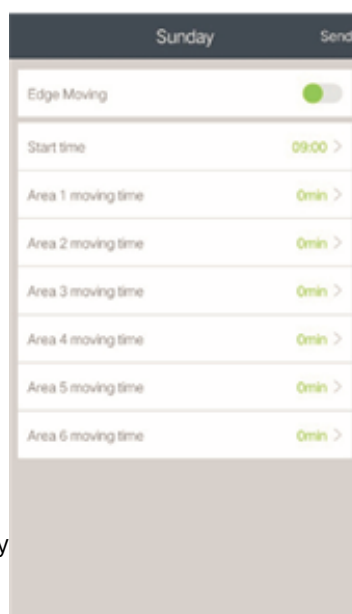 Sunday
Send
Edge Moving
Start time 09:00 >
Area 1 moving time 0min >
Area 2 moving time 0min >
Area 3 moving time 0min >
Area 4 moving time 0min >
Area 5 moving time 0min >
Area 6 moving time 0min >
y